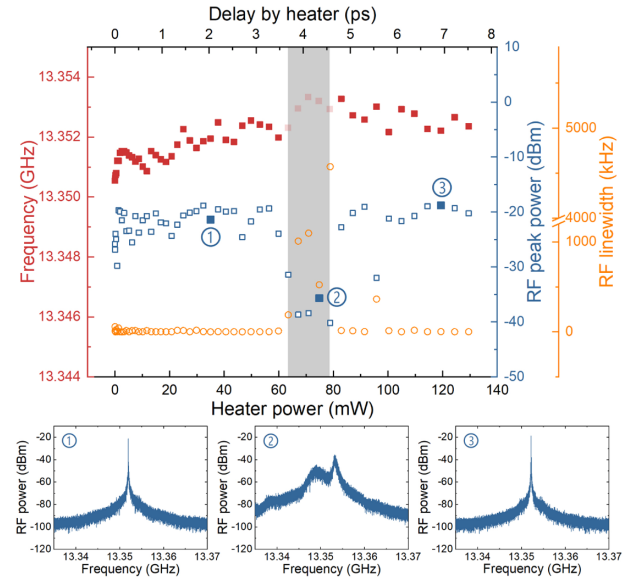 Delay by heater (ps)
0 1 2 3 4 5 6 7 8
13.354 13.352 13.350 13.348 13.346 13.344
Frequency (GHz)
10 0 -10 -20 -30 -40 -50
RF peak power (dBm)
5000 4000 1000 0
RF linewidth (kHz)
1 2 3
0 20 40 60 80 100 120 140
Heater power (mW)
1
-20 -40 -60 -80 -100 -120
RF power (dBm)
13.34 13.35 13.36 13.37
Frequency (GHz)
2
-20 -40 -60 -80 -100 -120
RF power (dBm)
13.34 13.35 13.36 13.37
Frequency (GHz)
3
-20 -40 -60 -80 -100 -120
RF power (dBm)
13.34 13.35 13.36 13.37
Frequency (GHz)